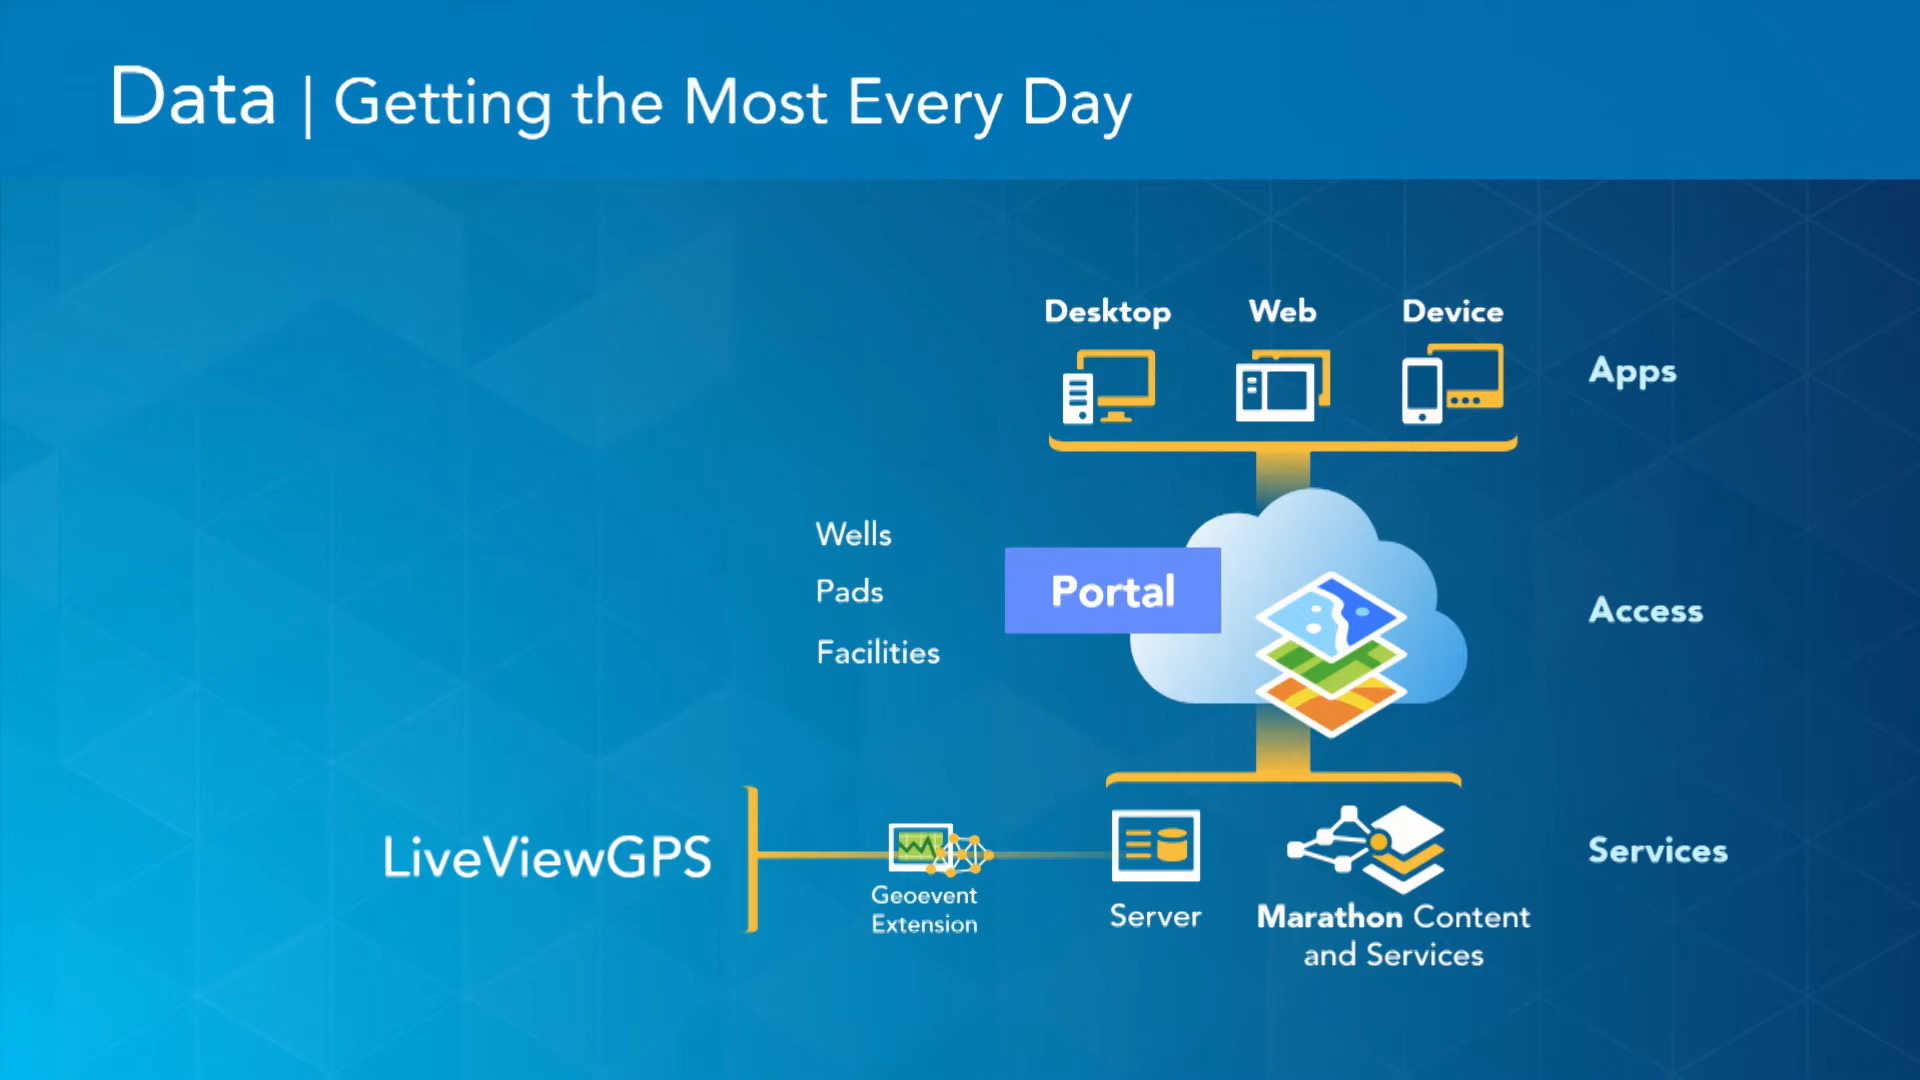 Data | Getting the Most Every Day
Desktop Web Device
Apps
Wells
Pads
Facilities
Portal
Access
LiveViewGPS
Geoevent
Extension
Server
Marathon Content
and Services
Services